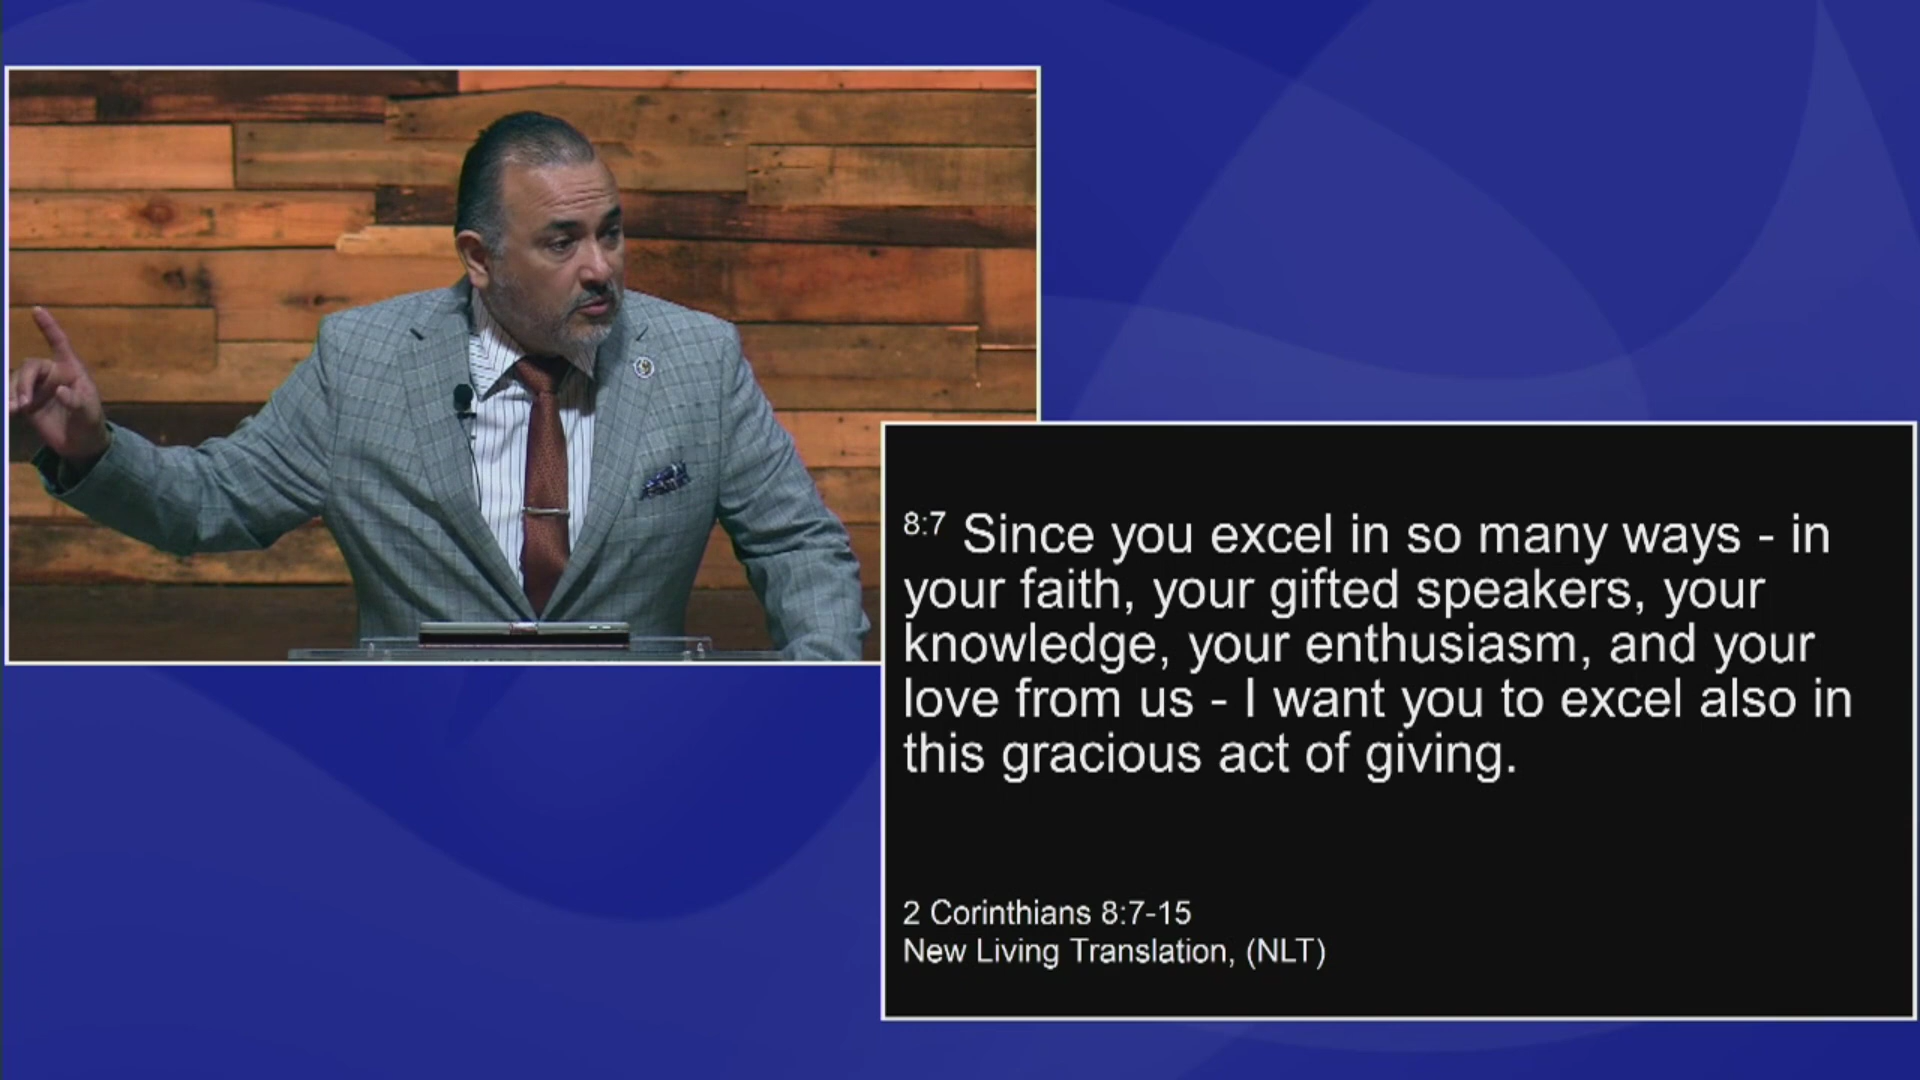 8:7 Since you excel in so many ways - in
your faith, your gifted speakers, your
knowledge, your enthusiasm, and your
love from us - I want you to excel also in
this gracious act of giving.
2 Corinthians 8:7-15
New Living Translation, (NLT)